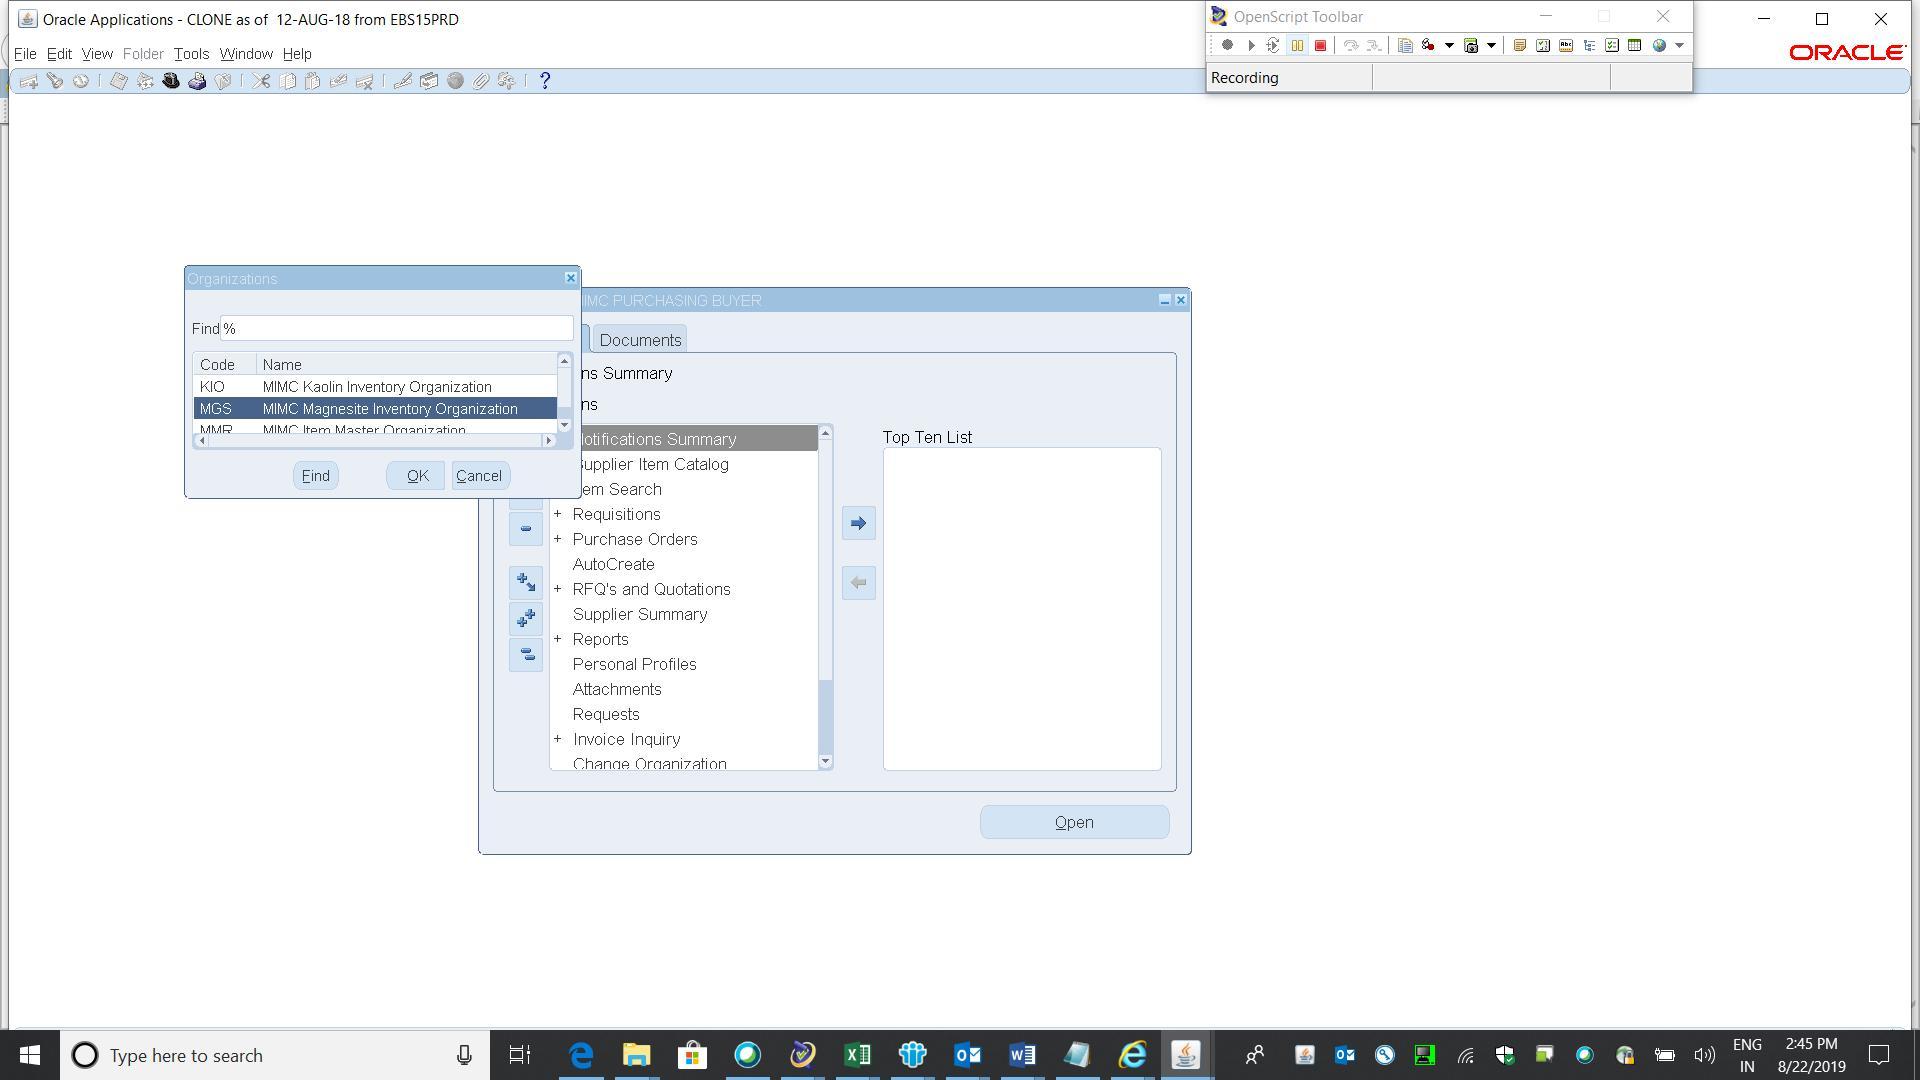 Oracle Applications - CLONE as of 12-AUG-18 from EBS15PRD
OpenScript Toolbar
File Edit View Folder Tools Window Help
ORACLE
Recording
Organizations
Find %
Code Name
KIO MIMC Kaolin Inventory Organization
MGS MIMC Magnesite Inventory Organization
MMR MIMC Item Master Organization
Find OK Cancel
IMC PURCHASING BUYER
Documents
ns Summary
ns
otifications Summary
upplier Item Catalog
em Search
+ Requisitions
+ Purchase Orders
AutoCreate
+ RFQ's and Quotations
Supplier Summary
+ Reports
Personal Profiles
Attachments
Requests
+ Invoice Inquiry
Change Organization
Top Ten List
Open
Type here to search
ENG
IN
2:45 PM
8/22/2019